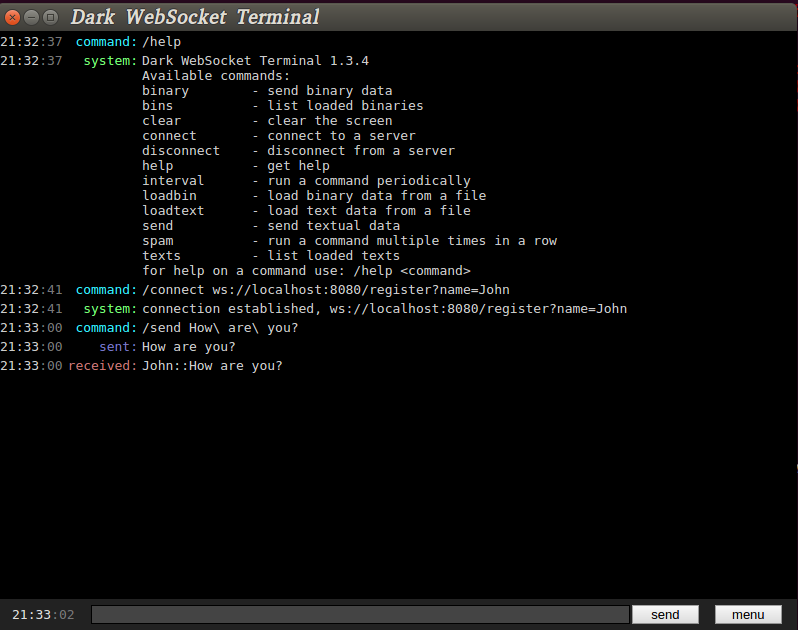 Dark WebSocket Terminal
21:32:37 command: /help
21:32:37 system: Dark WebSocket Terminal 1.3.4
Available commands:
binary - send binary data
bins - list loaded binaries
clear - clear the screen
connect - connect to a server
disconnect - disconnect from a server
help - get help
interval - run a command periodically
loadbin - load binary data from a file
loadtext - load text data from a file
send - send textual data
spam - run a command multiple times in a row
texts - list loaded texts
for help on a command use: /help <command>
21:32:41 command: /connect ws://localhost:8080/register?name=John
21:32:41 system: connection established, ws://localhost:8080/register?name=John
21:33:00 command: /send How\ are\ you?
21:33:00 sent: How are you?
21:33:00 received: John::How are you?
21:33:02 send menu